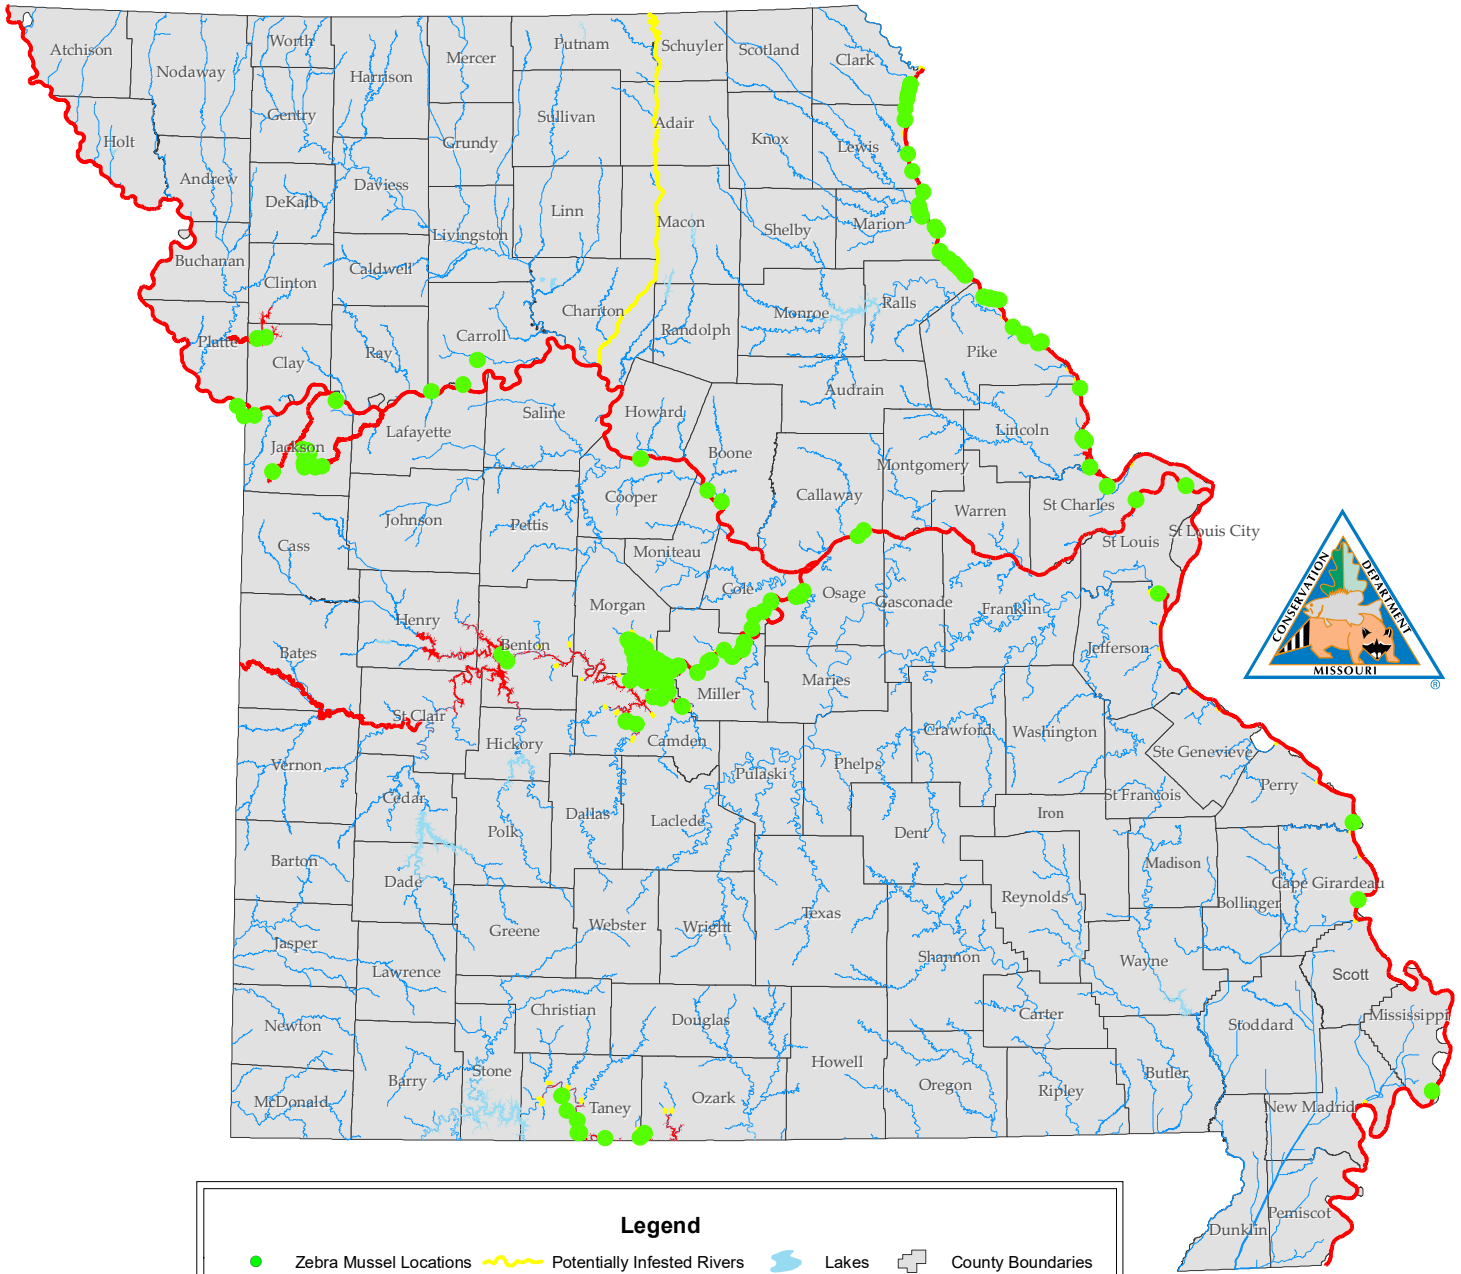 Atchison
Nodaway
Worth
Harrison
Mercer
Putnam
Schuyler
Scotland
Clark
Holt
Gentry
Grundy
Sullivan
Adair
Knox
Lewis
Andrew
DeKalb
Daviess
Linn
Macon
Shelby
Marion
Buchanan
Livingston
Clinton
Caldwell
Chariton
Randolph
Monroe
Ralls
Platte
Clay
Ray
Carroll
Pike
Audrain
Saline
Howard
Boone
Jackson
Lafayette
Lincoln
Montgomery
Cooper
Callaway
Warren
St Charles
Johnson
Pettis
St Louis
St Louis City
Cass
Moniteau
Cole
Osage
Gasconade
Franklin
Morgan
Henry
Benton
Jefferson
Bates
Miller
Maries
St Clair
Hickory
Camden
Crawford
Washington
Ste Genevieve
Vernon
Pulaski
Phelps
Perry
Cedar
Polk
Dallas
Laclede
Dent
Iron
St Francois
Barton
Dade
Madison
Reynolds
Cape Girardeau
Bollinger
Jasper
Greene
Webster
Wright
Texas
Shannon
Wayne
Scott
Lawrence
Newton
Christian
Douglas
Carter
Stoddard
Mississippi
Barry
Stone
Howell
Oregon
Ripley
Butler
McDonald
Taney
Ozark
New Madrid
Dunklin
Pemiscot
CONSERVATION DEPARTMENT
MISSOURI
®
Legend
Zebra Mussel Locations Potentially Infested Rivers Lakes County Boundaries